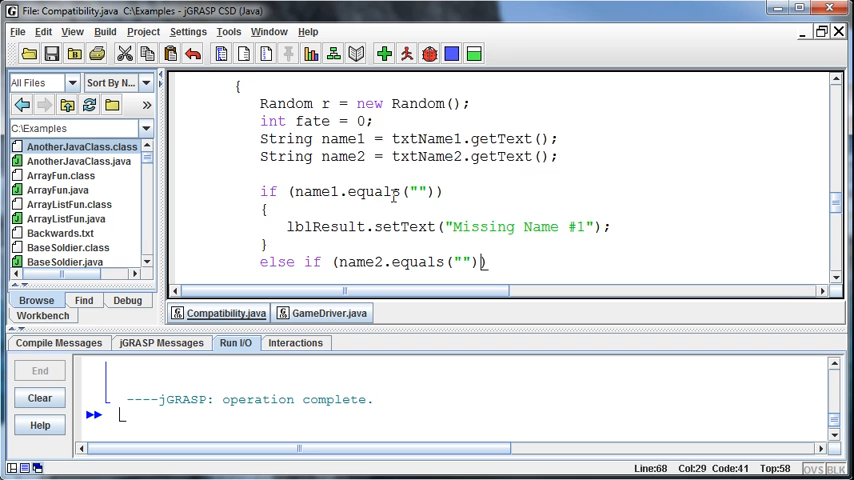 File: Compatibility.java C:\Examples - jGRASP CSD (Java)
File Edit View Build Project Settings Tools Window Help
All Files Sort By N...
C:\Examples
AnotherJavaClass.class
AnotherJavaClass.java
ArrayFun.class
ArrayFun.java
ArrayListFun.class
ArrayListFun.java
Backwards.txt
BaseSoldier.class
BaseSoldier.java
Browse Find Debug
Workbench
{
Random r = new Random();
int fate = 0;
String name1 = txtName1.getText();
String name2 = txtName2.getText();
if (name1.equals(""))
{
lblResult.setText("Missing Name #1");
}
else if (name2.equals(""))
Compatibility.java GameDriver.java
Compile Messages jGRASP Messages Run I/O Interactions
End
Clear
Help
----jGRASP: operation complete.
Line:68 Col:29 Code:41 Top:58 OVS BLK